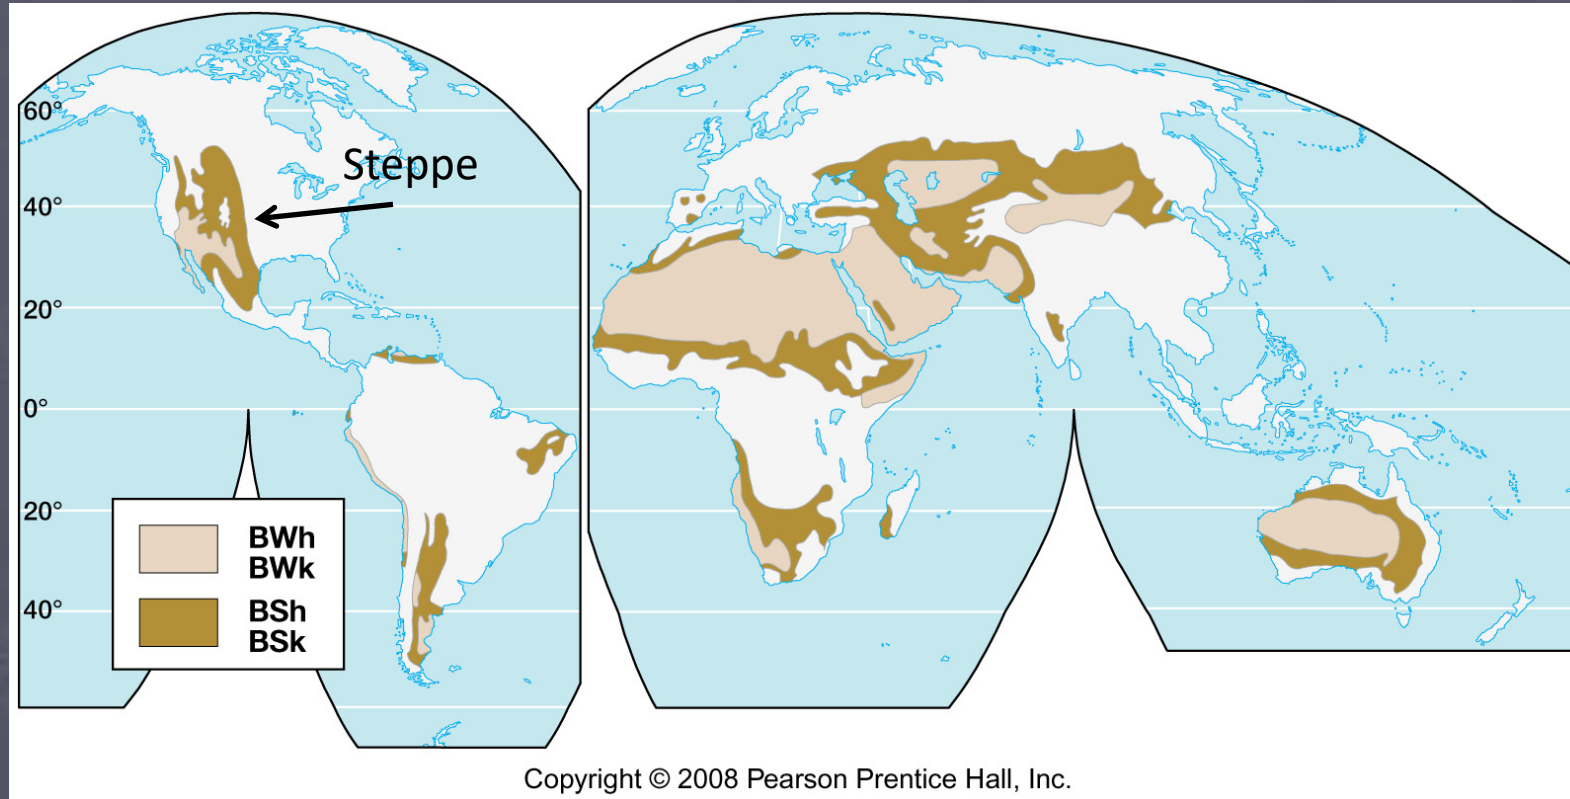 60°
Steppe
40°
20°
0°
20°
40°
BWh
BWk
BSh
BSk
Copyright © 2008 Pearson Prentice Hall, Inc.